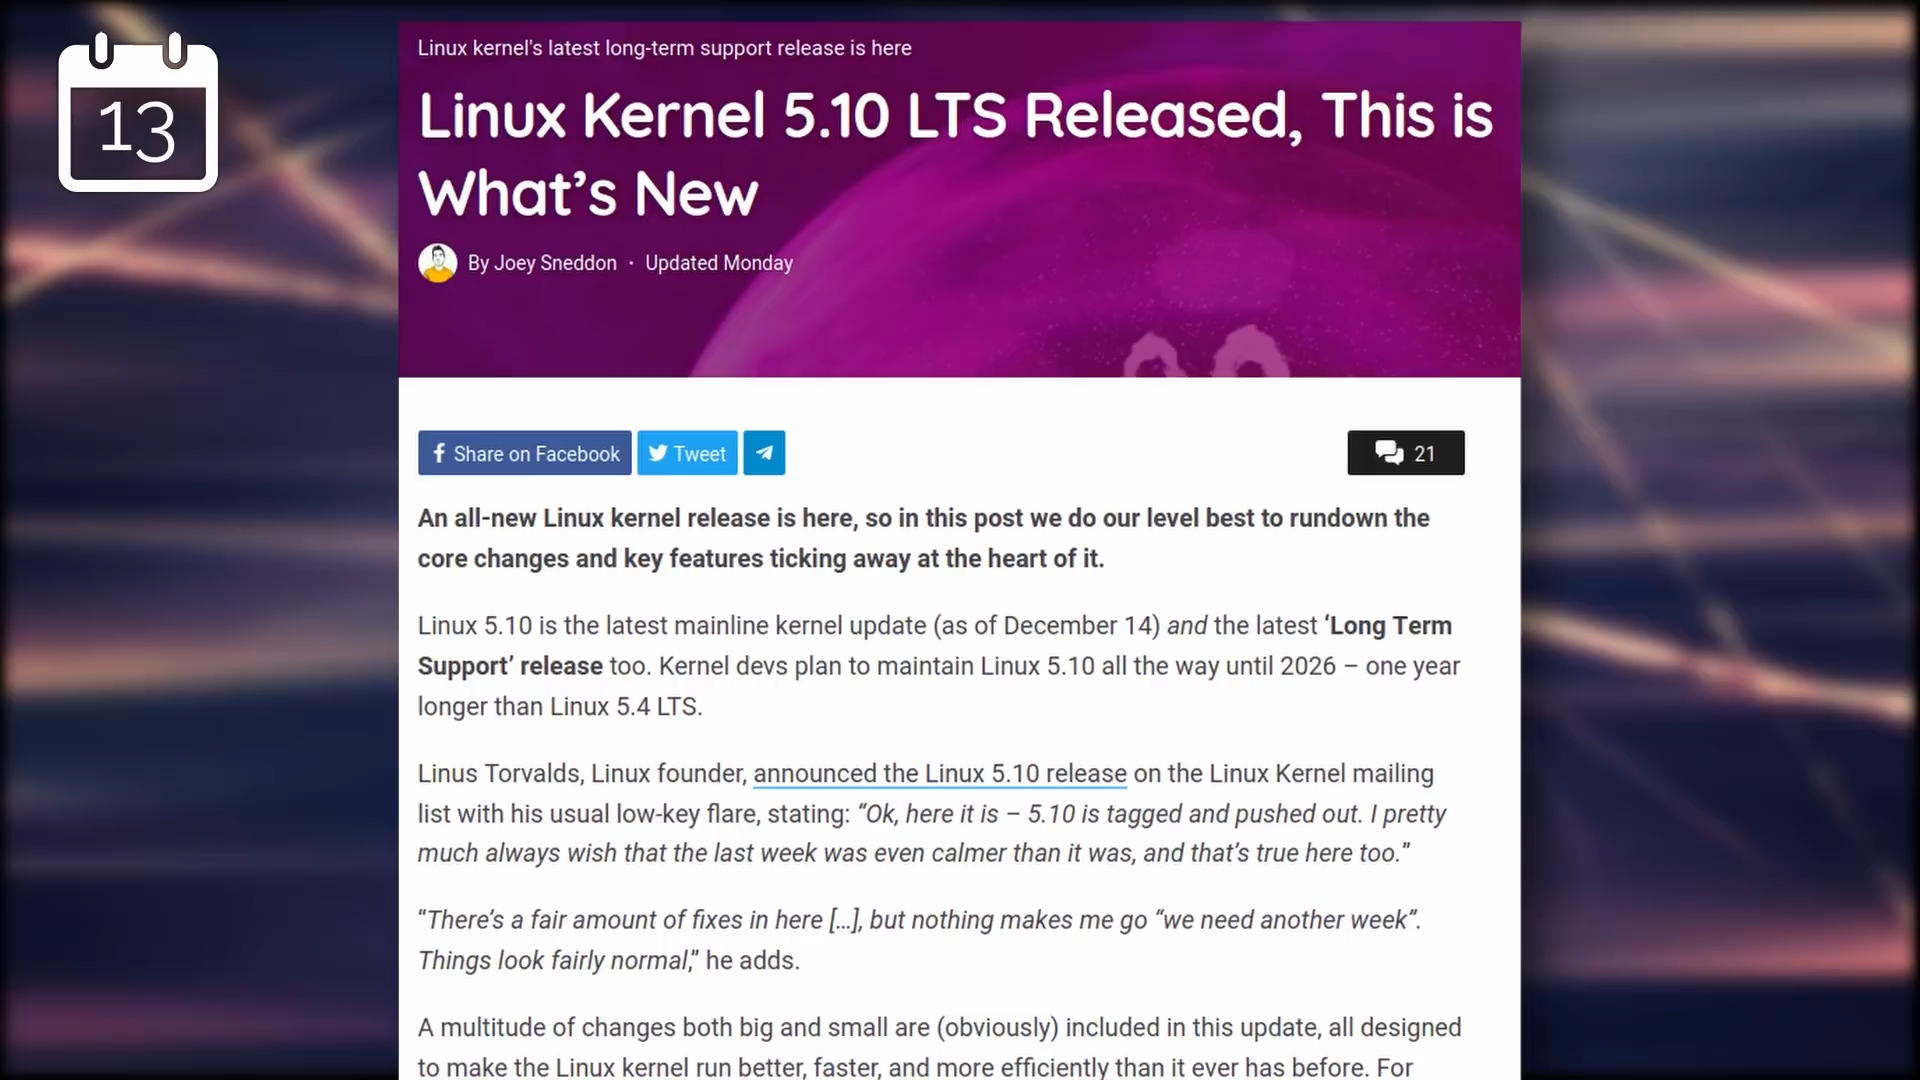 13
Linux kernel's latest long-term support release is here
Linux Kernel 5.10 LTS Released, This is
What’s New
By Joey Sneddon · Updated Monday
Share on Facebook Tweet 21
An all-new Linux kernel release is here, so in this post we do our level best to rundown the
core changes and key features ticking away at the heart of it.
Linux 5.10 is the latest mainline kernel update (as of December 14) and the latest ‘Long Term
Support’ release too. Kernel devs plan to maintain Linux 5.10 all the way until 2026 – one year
longer than Linux 5.4 LTS.
Linus Torvalds, Linux founder, announced the Linux 5.10 release on the Linux Kernel mailing
list with his usual low-key flare, stating: “Ok, here it is – 5.10 is tagged and pushed out. I pretty
much always wish that the last week was even calmer than it was, and that’s true here too.”
“There’s a fair amount of fixes in here [...], but nothing makes me go “we need another week”.
Things look fairly normal,” he adds.
A multitude of changes both big and small are (obviously) included in this update, all designed
to make the Linux kernel run better, faster, and more efficiently than it ever has before. For